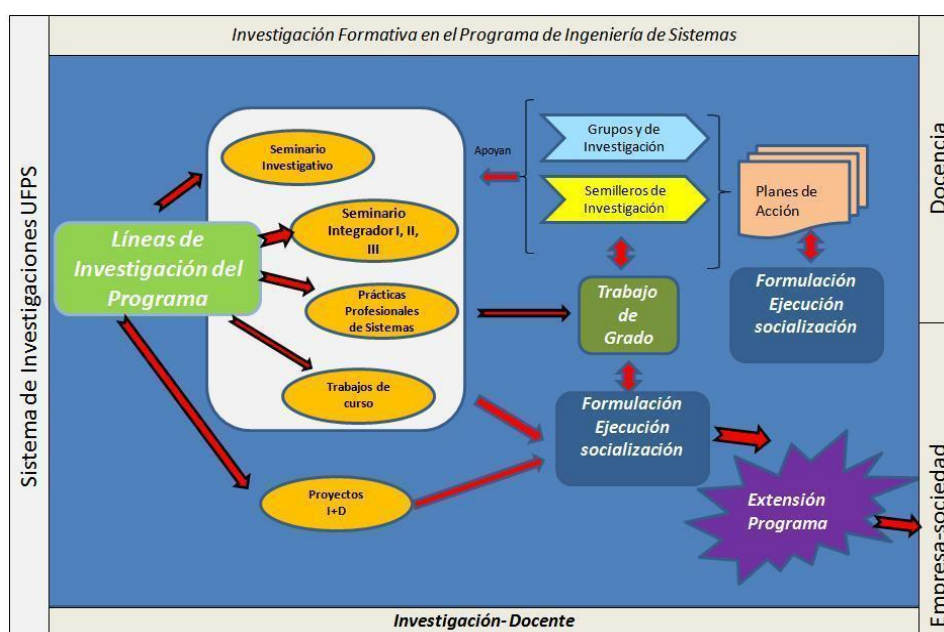 Investigación Formativa en el Programa de Ingeniería de Sistemas
Sistema de Investigaciones UFPS
Líneas de
Investigación del
Programa
Seminario
Investigativo
Seminario
Integrador I, II,
III
Prácticas
Profesionales
de Sistemas
Trabajos de
curso
Proyectos
I+D
Apoyan
Grupos y de
Investigación
Semilleros de
Investigación
Planes de
Acción
Trabajo
de
Grado
Formulación
Ejecución
socialización
Formulación
Ejecución
socialización
Extensión
Programa
Docencia
Empresa-sociedad
Investigación- Docente